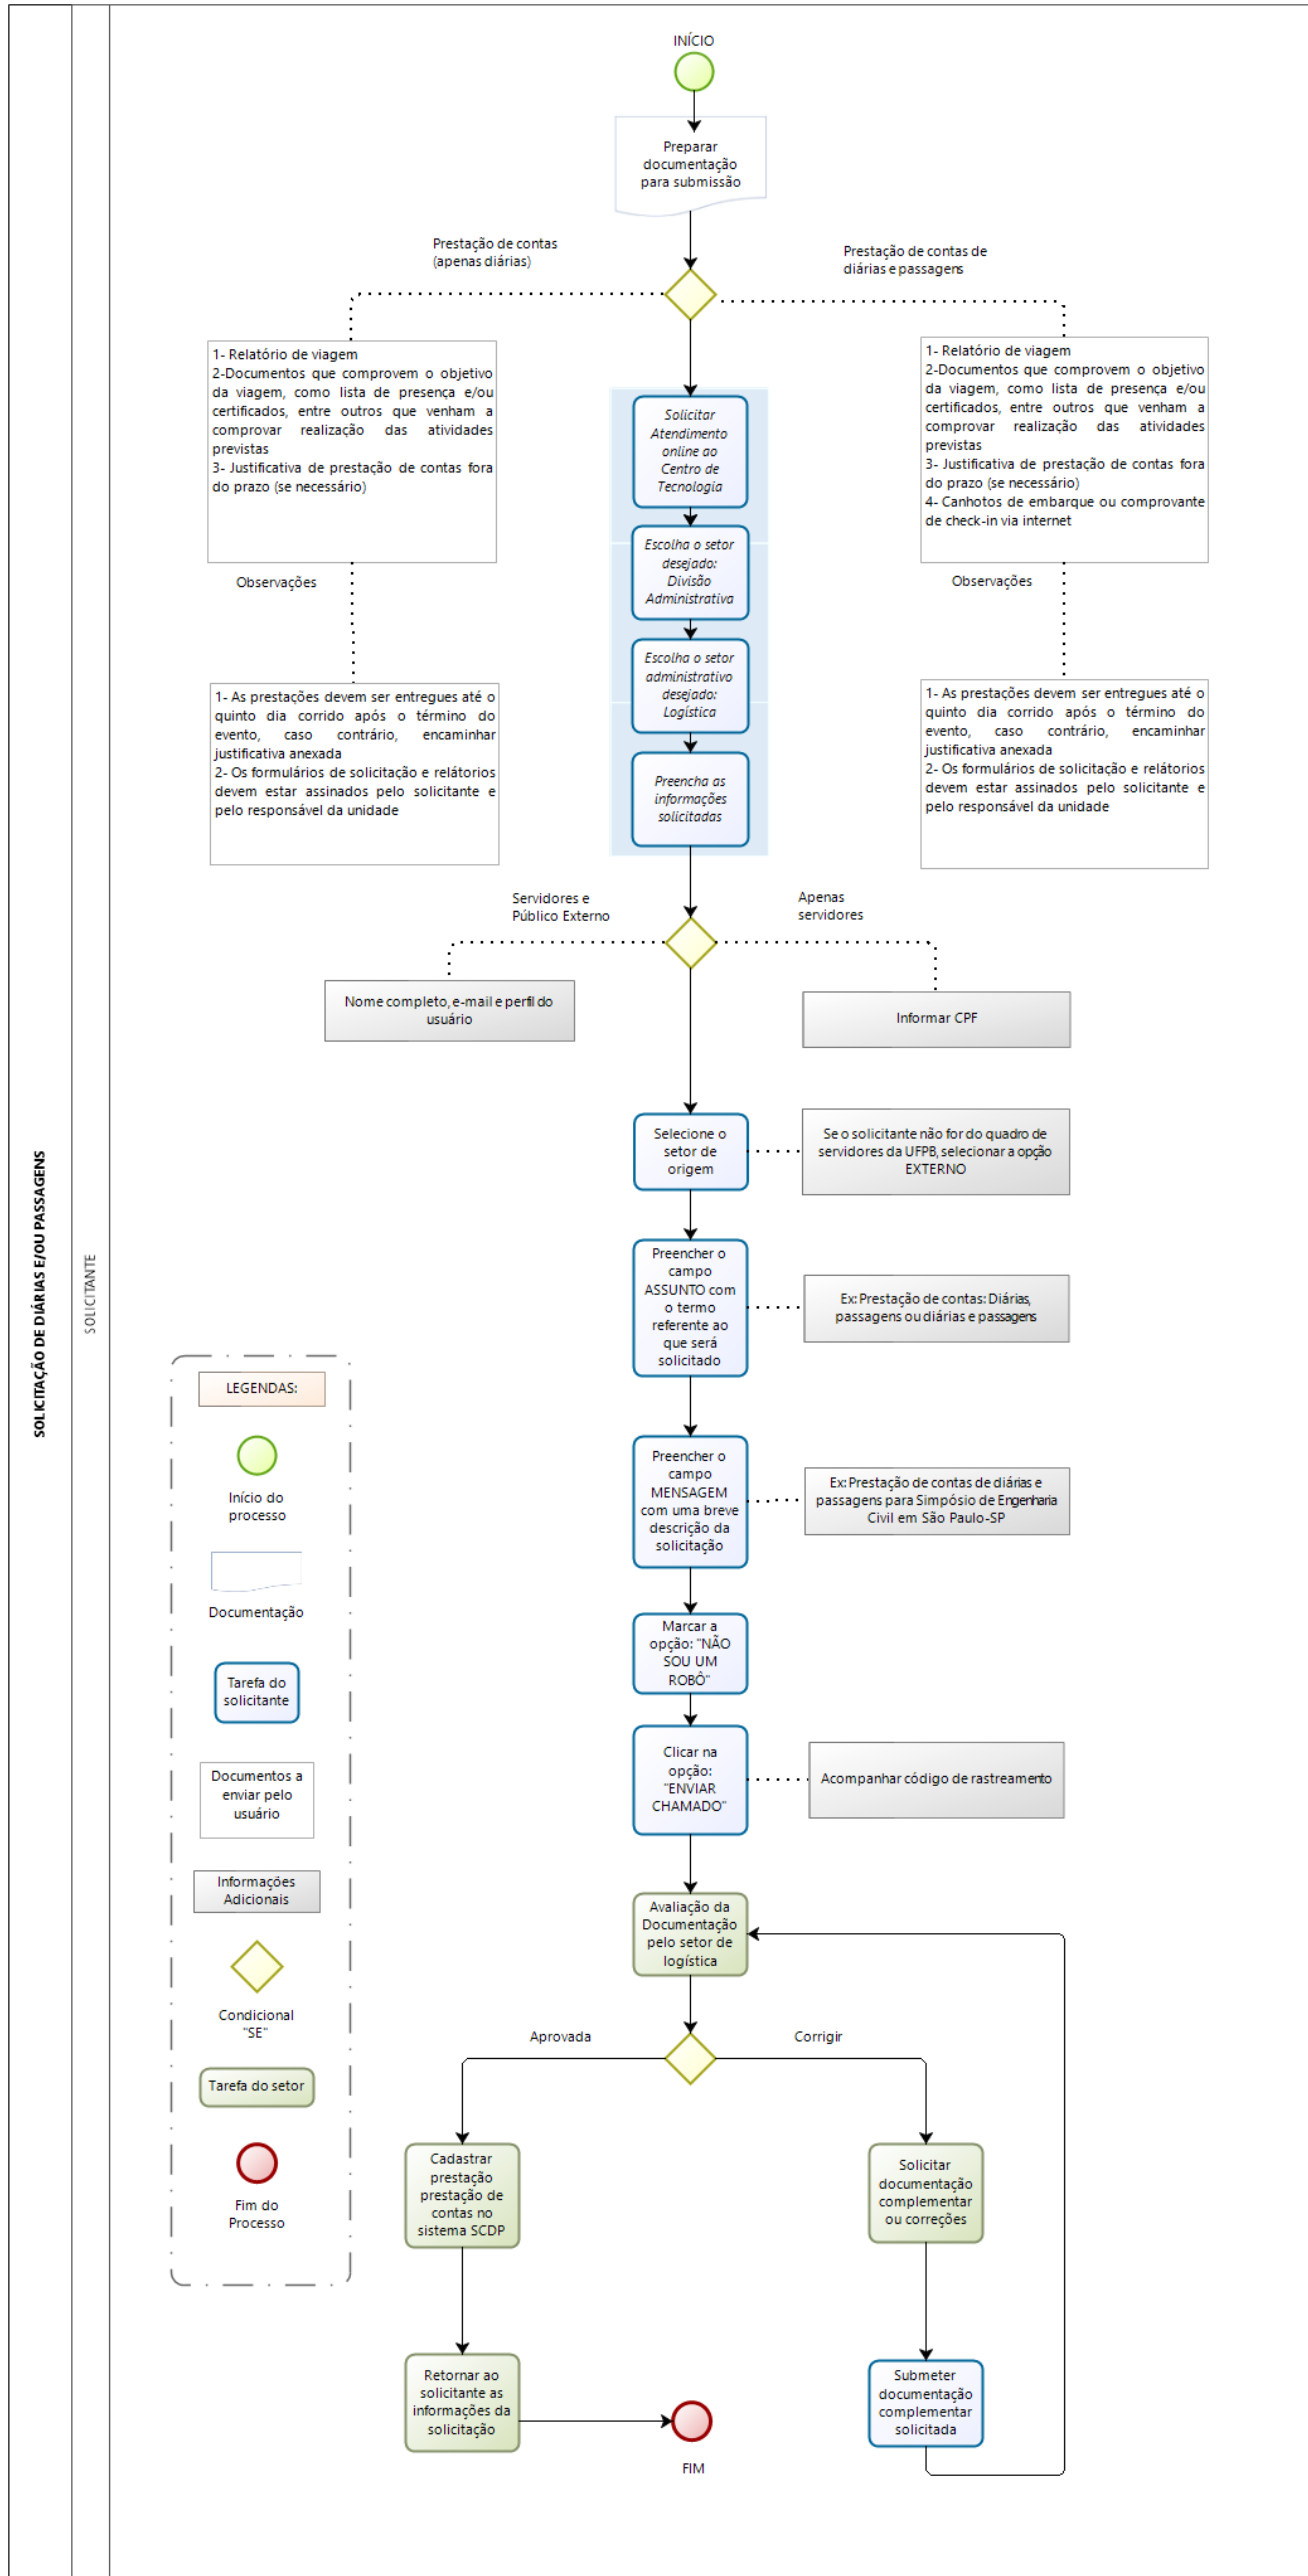 SOLICITAÇÃO DE DIÁRIAS E/OU PASSAGENS
SOLICITANTE
INÍCIO
Preparar
documentação
para submissão
Prestação de contas
(apenas diárias)
Prestação de contas de
diárias e passagens
1- Relatório de viagem
2-Documentos que comprovem o objetivo
da viagem, como lista de presença e/ou
certificados, entre outros que venham a
comprovar realização das atividades
previstas
3- Justificativa de prestação de contas fora
do prazo (se necessário)
1- Relatório de viagem
2-Documentos que comprovem o objetivo
da viagem, como lista de presença e/ou
certificados, entre outros que venham a
comprovar realização das atividades
previstas
3- Justificativa de prestação de contas fora
do prazo (se necessário)
4- Canhotos de embarque ou comprovante
de check-in via internet
Solicitar
Atendimento
online ao
Centro de
Tecnologia
Escolha o setor
desejado:
Divisão
Administrativa
Observações
Observações
Escolha o setor
administrativo
desejado:
Logística
1- As prestações devem ser entregues até o
quinto dia corrido após o término do
evento, caso contrário, encaminhar
justificativa anexada
2- Os formulários de solicitação e relátorios
devem estar assinados pelo solicitante e
pelo responsável da unidade
1- As prestações devem ser entregues até o
quinto dia corrido após o término do
evento, caso contrário, encaminhar
justificativa anexada
2- Os formulários de solicitação e relátorios
devem estar assinados pelo solicitante e
pelo responsável da unidade
Preencha as
informações
solicitadas
Servidores e
Público Externo
Apenas
servidores
Nome completo, e-mail e perfil do
usuário
Informar CPF
Selecione o
setor de
origem
Se o solicitante não for do quadro de
servidores da UFPB, selecionar a opção
EXTERNO
Preencher o
campo
ASSUNTO com
o termo
referente ao
que será
solicitado
Ex: Prestação de contas: Diárias,
passagens ou diárias e passagens
Preencher o
campo
MENSAGEM
com uma breve
descrição da
solicitação
Ex: Prestação de contas de diárias e
passagens para Simpósio de Engenharia
Civil em São Paulo-SP
Marcar a
opção: "NÃO
SOU UM
ROBÔ"
Clicar na
opção:
"ENVIAR
CHAMADO"
Acompanhar código de rastreamento
Avaliação da
Documentação
pelo setor de
logística
Aprovada
Corrigir
Cadastrar
prestação
prestação de
contas no
sistema SCDP
Solicitar
documentação
complementar
ou correções
Retornar ao
solicitante as
informações da
solicitação
FIM
Submeter
documentação
complementar
solicitada
LEGENDAS:
Início do
processo
Documentação
Tarefa do
solicitante
Documentos a
enviar pelo
usuário
Informações
Adicionais
Condicional
"SE"
Tarefa do setor
Fim do
Processo